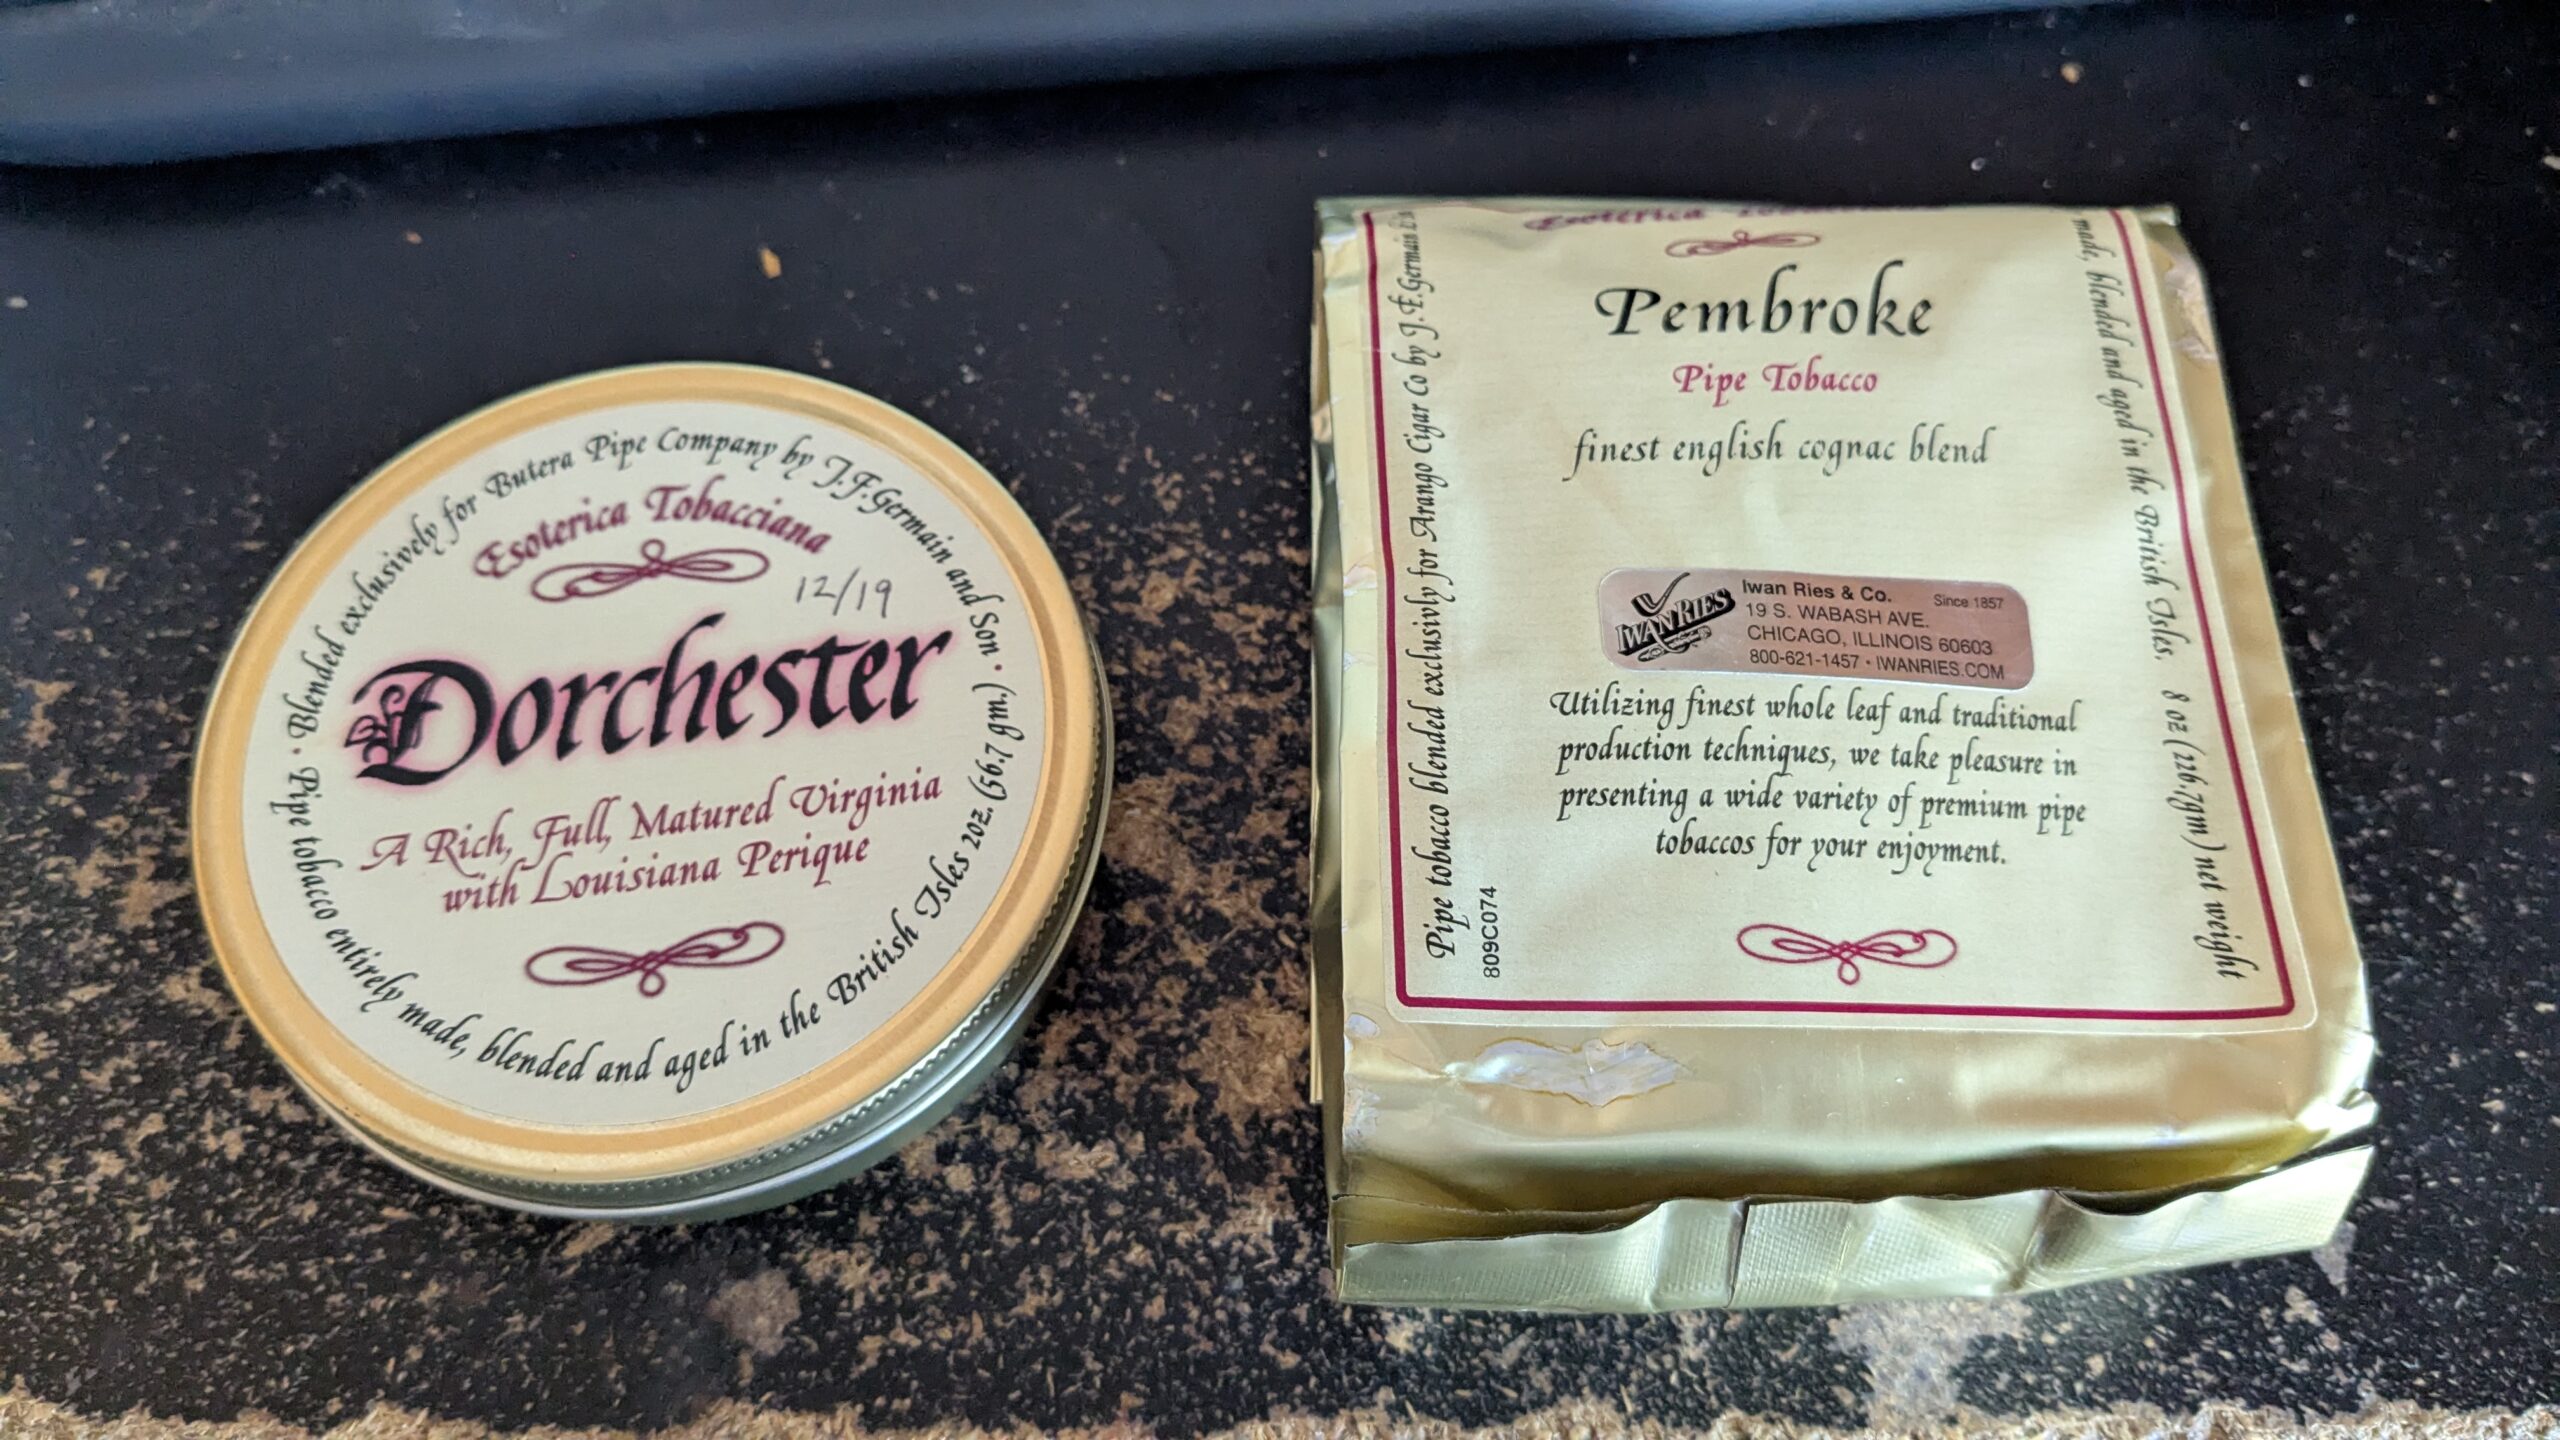 Blended exclusively for Butera Pipe Company by J.F.Germain and Son •
Esoterica Tobacciana
12/19
Dorchester
A Rich, Full, Matured Virginia
with Louisiana Perique
• Pipe tobacco entirely made, blended and aged in the British Isles 2oz. (56.7 gm.) •
Esoterica Tobacciana
Pembroke
Pipe Tobacco
finest english cognac blend
IWAN RIES
Iwan Ries & Co.
Since 1857
19 S. WABASH AVE.
CHICAGO, ILLINOIS 60603
800-621-1457 • IWANRIES.COM
Utilizing finest whole leaf and traditional
production techniques, we take pleasure in
presenting a wide variety of premium pipe
tobaccos for your enjoyment.
Pipe tobacco blended exclusivly for Arango Cigar Co by J.F.Germain
809C074
made, blended and aged in the British Isles. 8 oz (226.7gm) net weight